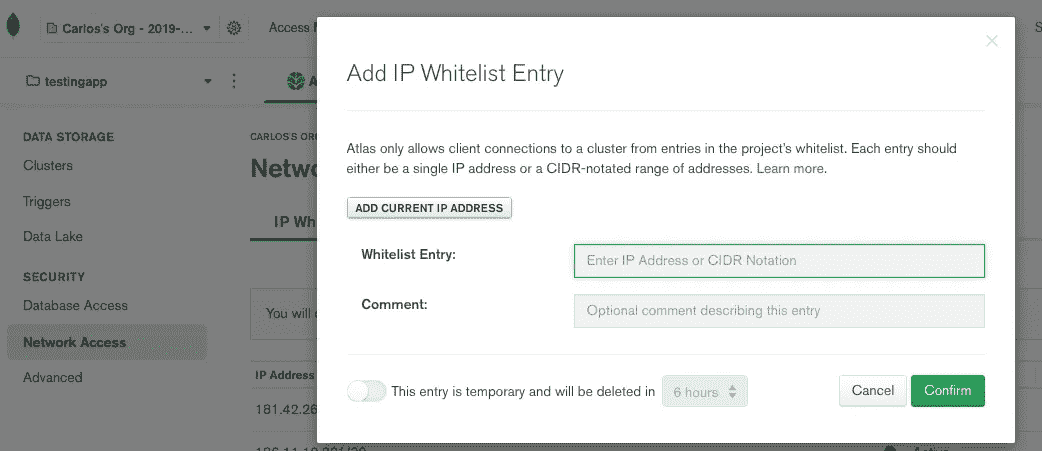 Carlos's Org - 2019-...
Access
testingapp
A
DATA STORAGE
Clusters
Triggers
Data Lake
SECURITY
Database Access
Network Access
Advanced
CARLOS'S OR
Netw
IP Wh
You will
IP Address
181.42.26
Add IP Whitelist Entry
Atlas only allows client connections to a cluster from entries in the project's whitelist. Each entry should
either be a single IP address or a CIDR-notated range of addresses. Learn more.
ADD CURRENT IP ADDRESS
Whitelist Entry:
Enter IP Address or CIDR Notation
Comment:
Optional comment describing this entry
This entry is temporary and will be deleted in 6 hours
Cancel
Confirm
S